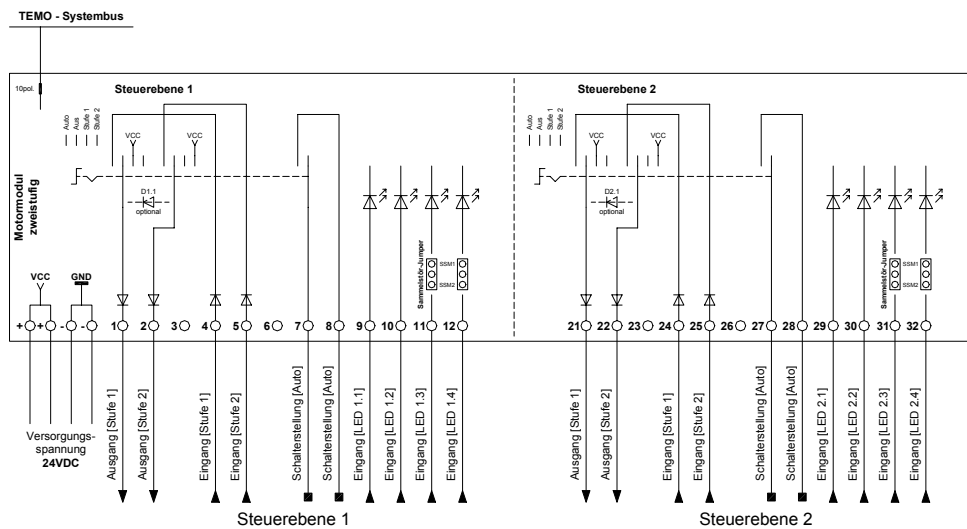 TEMO - Systembus
10pol.
Steuerebene 1
Steuerebene 2
Auto
Aus
Stufe 1
Stufe 2
VCC
VCC
Auto
Aus
Stufe 1
Stufe 2
VCC
VCC
D1.1
optional
D2.1
optional
Motormodul
zweistufig
Sammelstör-Jumper
SSM1
SSM2
Sammelstör-Jumper
SSM1
SSM2
VCC
GND
+ + - - 1 2 3 4 5 6 7 8 9 10 11 12 21 22 23 24 25 26 27 28 29 30 31 32
Versorgungs-
spannung
24VDC
Ausgang [Stufe 1]
Ausgang [Stufe 2]
Eingang [Stufe 1]
Eingang [Stufe 2]
Schalterstellung [Auto]
Schalterstellung [Auto]
Eingang [LED 1.1]
Eingang [LED 1.2]
Eingang [LED 1.3]
Eingang [LED 1.4]
Ausgang [Stufe 1]
Ausgang [Stufe 2]
Eingang [Stufe 1]
Eingang [Stufe 2]
Schalterstellung [Auto]
Schalterstellung [Auto]
Eingang [LED 2.1]
Eingang [LED 2.2]
Eingang [LED 2.3]
Eingang [LED 2.4]
Steuerebene 1
Steuerebene 2